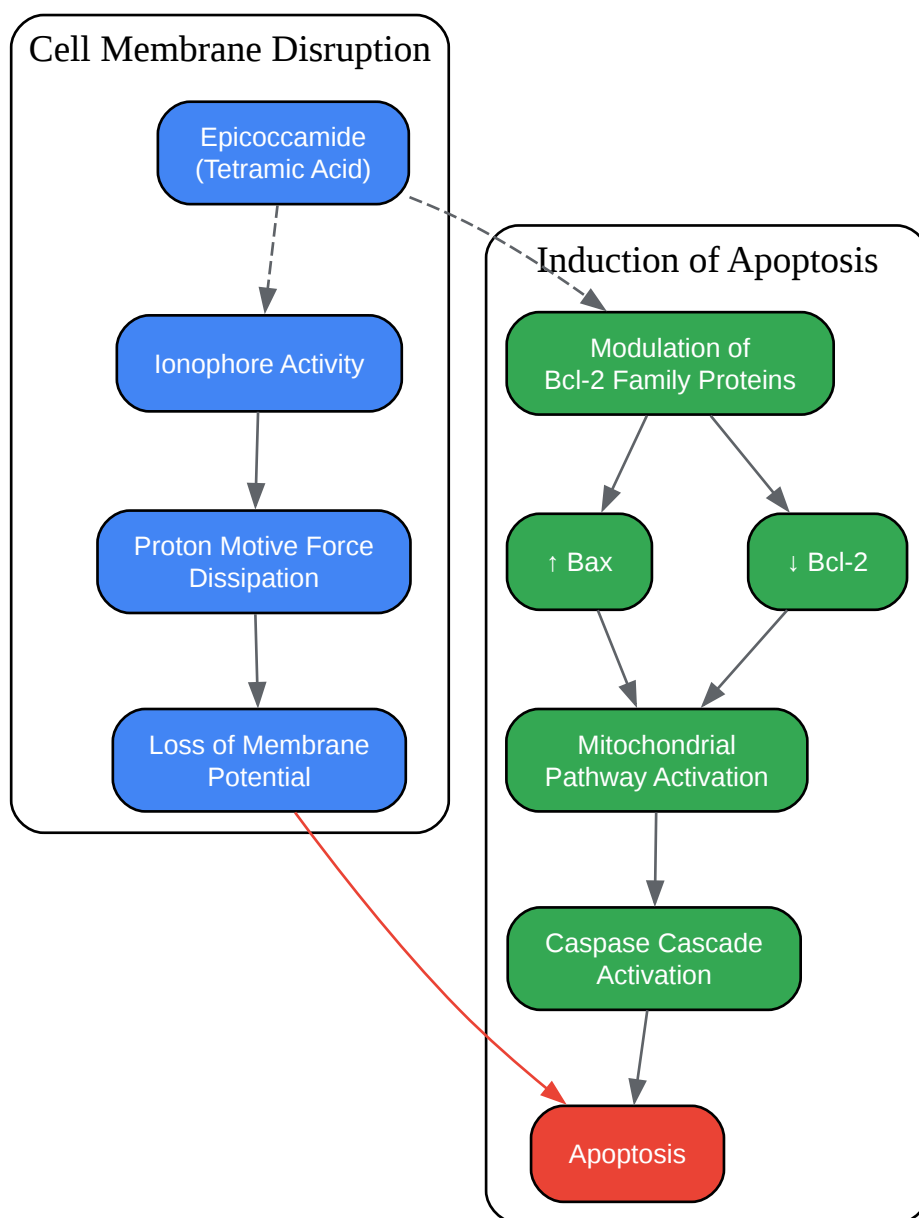 Cell Membrane Disruption
Epicoccamide
(Tetramic Acid)
Ionophore Activity
Proton Motive Force
Dissipation
Loss of Membrane
Potential
Induction of Apoptosis
Modulation of
Bcl-2 Family Proteins
↑ Bax
↓ Bcl-2
Mitochondrial
Pathway Activation
Caspase Cascade
Activation
Apoptosis